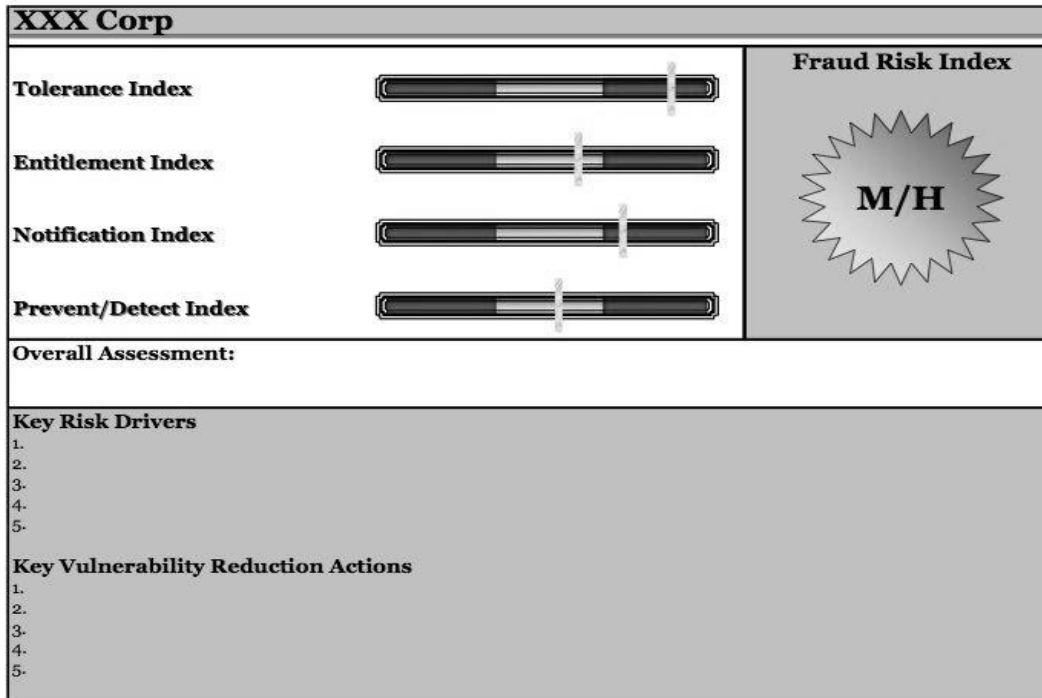 XXX Corp
Tolerance Index
Entitlement Index
Notification Index
Prevent/Detect Index
Fraud Risk Index
M/H
Overall Assessment:
Key Risk Drivers
1.
2.
3.
4.
5.
Key Vulnerability Reduction Actions
1.
2.
3.
4.
5.